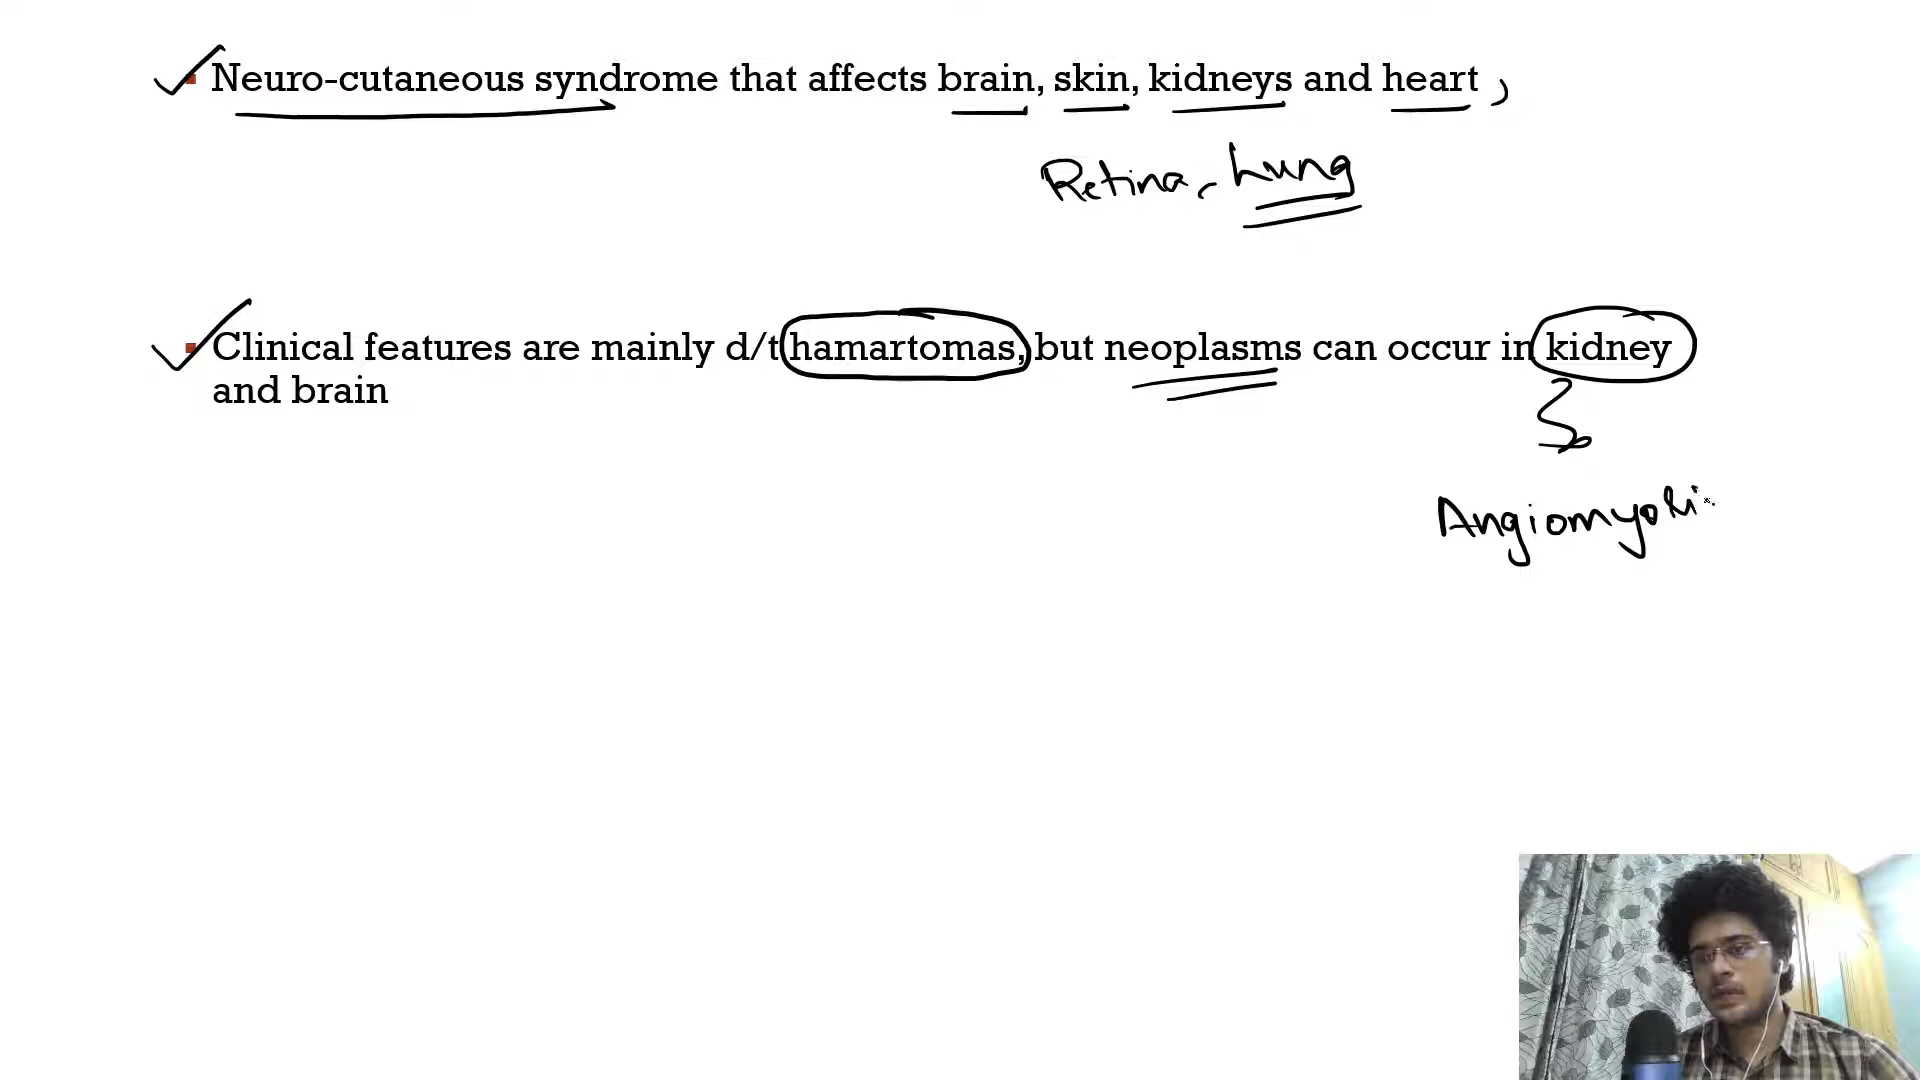 Neuro-cutaneous syndrome that affects brain, skin, kidneys and heart ,
Retina, Lung
Clinical features are mainly d/t hamartomas, but neoplasms can occur in kidney
and brain
Angiomyoli